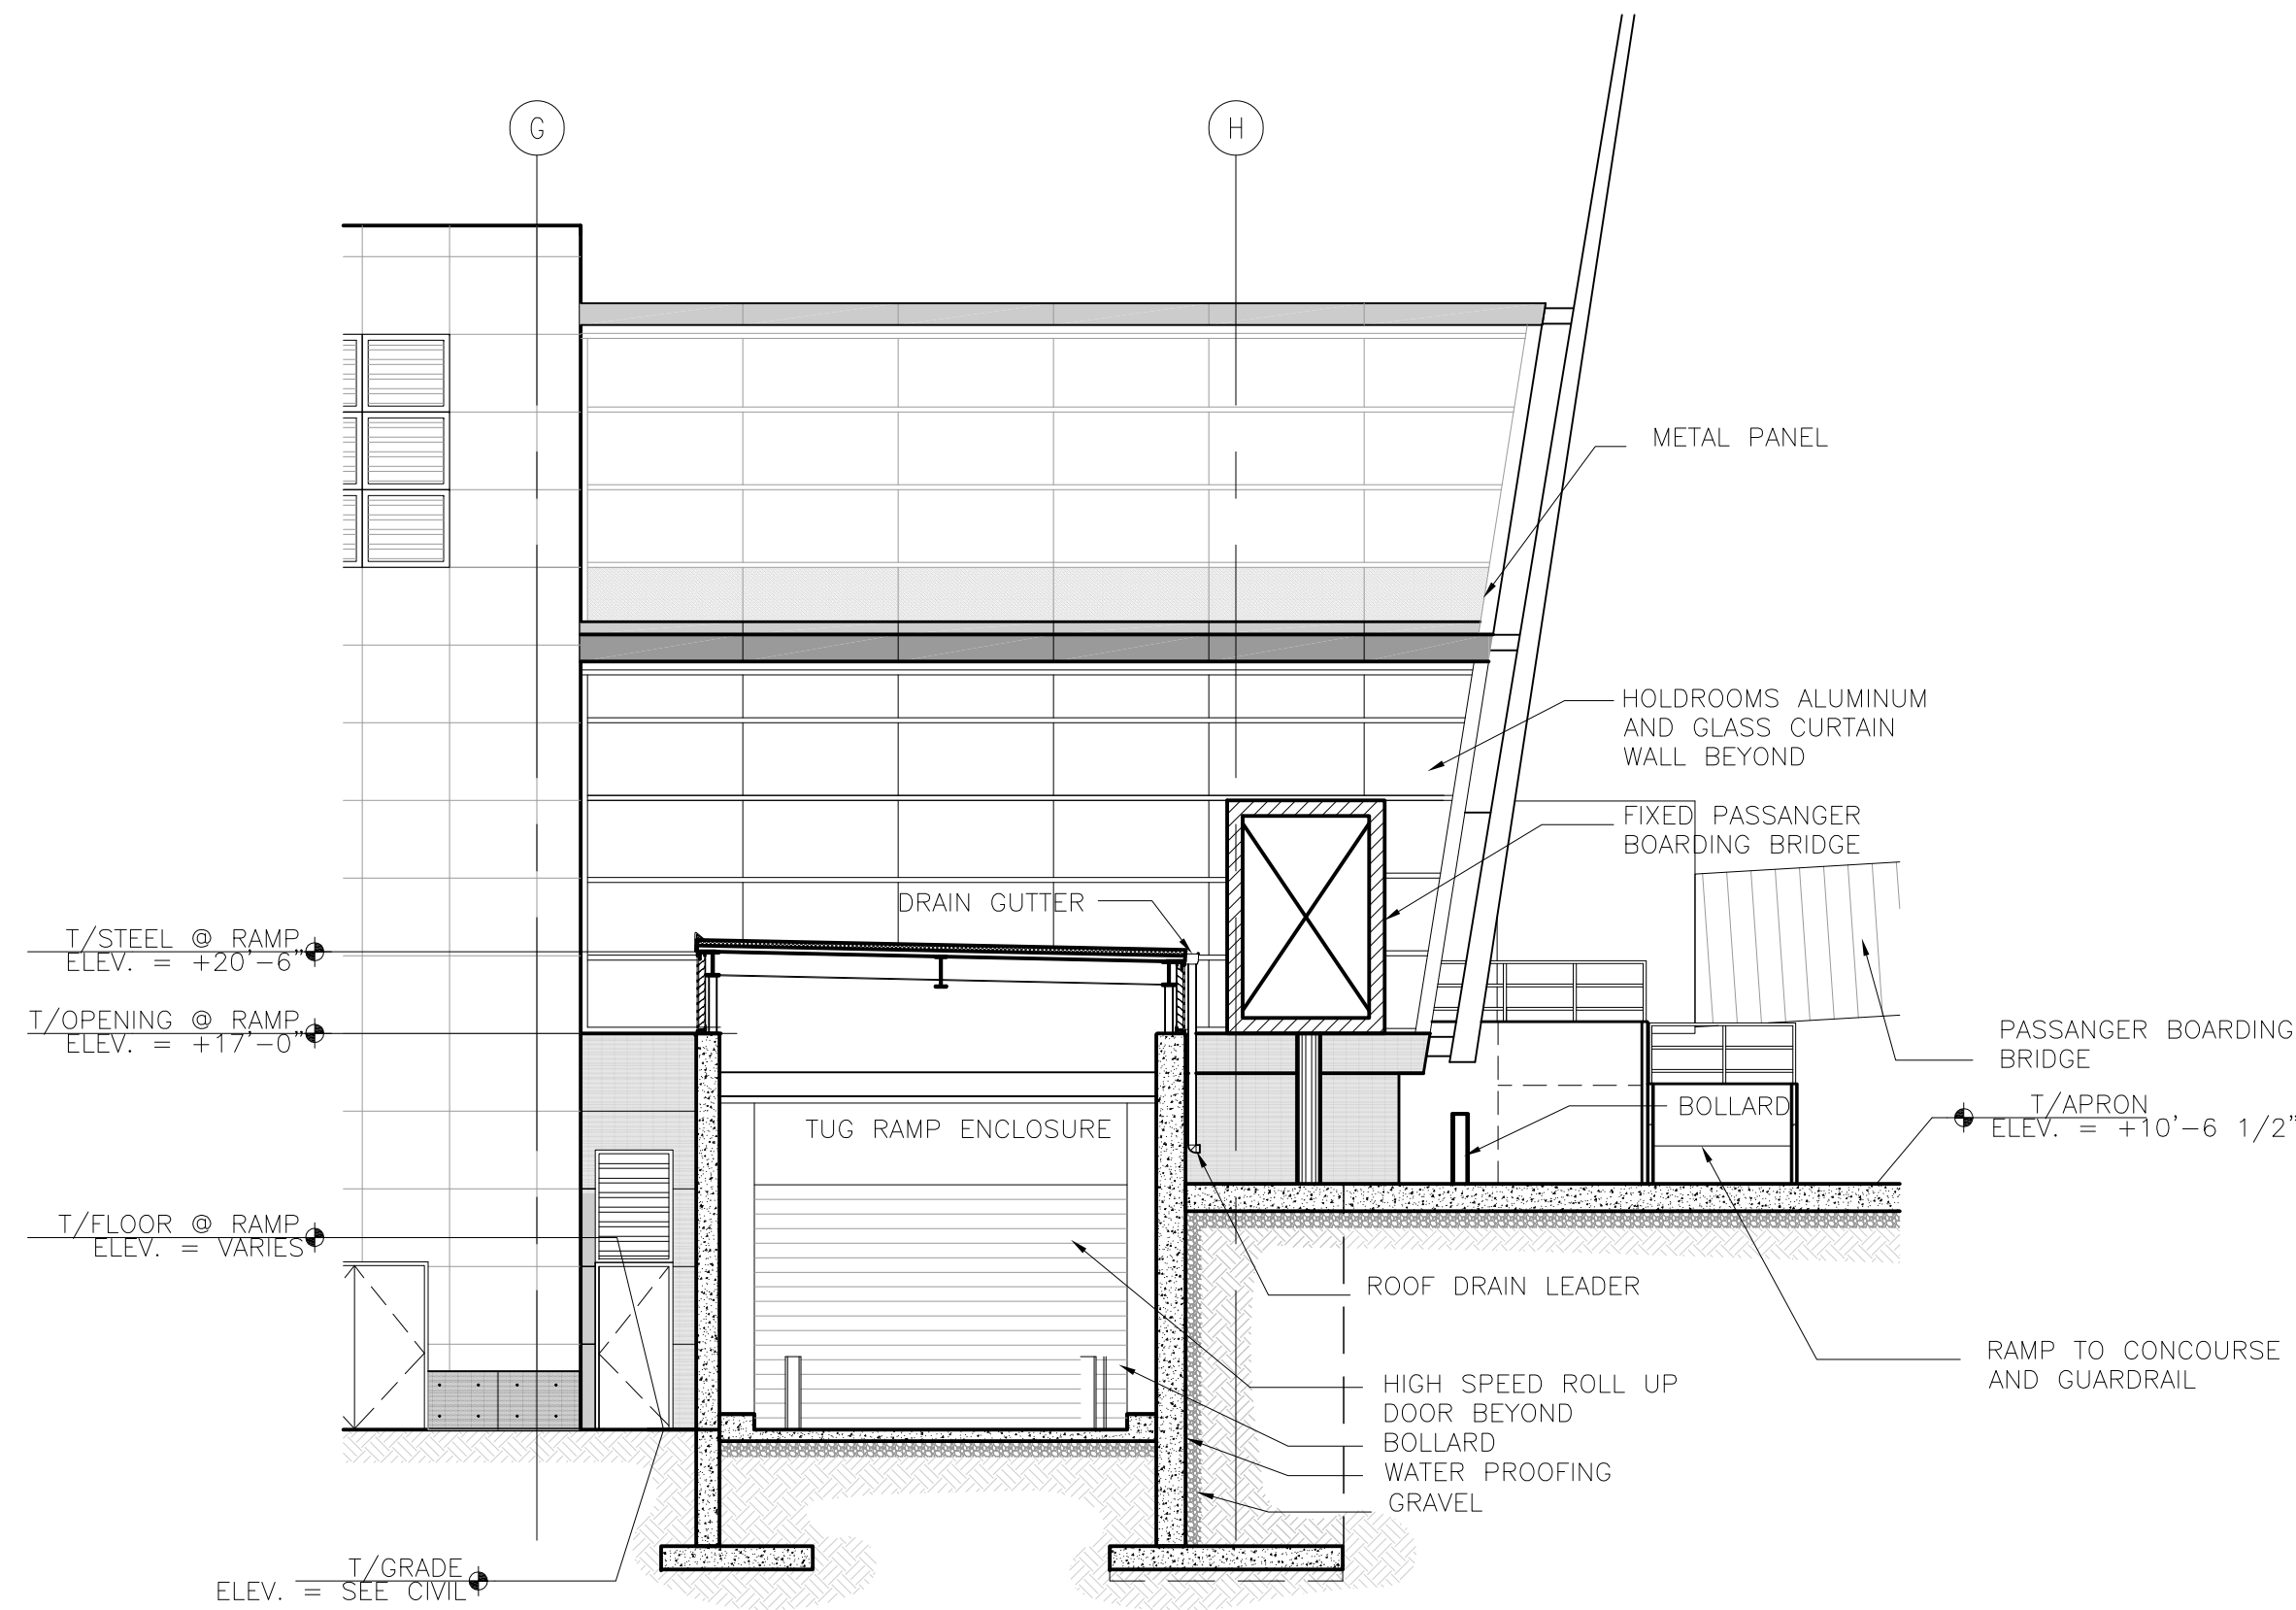 G
H
METAL PANEL
HOLDROOMS ALUMINUM
AND GLASS CURTAIN
WALL BEYOND
FIXED PASSANGER
BOARDING BRIDGE
DRAIN GUTTER
T/STEEL @ RAMP
ELEV. = +20'-6"
T/OPENING @ RAMP
ELEV. = +17'-0"
PASSANGER BOARDING
BRIDGE
BOLLARD
T/APRON
ELEV. = +10'-6 1/2"
TUG RAMP ENCLOSURE
T/FLOOR @ RAMP
ELEV. = VARIES
ROOF DRAIN LEADER
RAMP TO CONCOURSE
AND GUARDRAIL
HIGH SPEED ROLL UP
DOOR BEYOND
BOLLARD
WATER PROOFING
GRAVEL
T/GRADE
ELEV. = SEE CIVIL